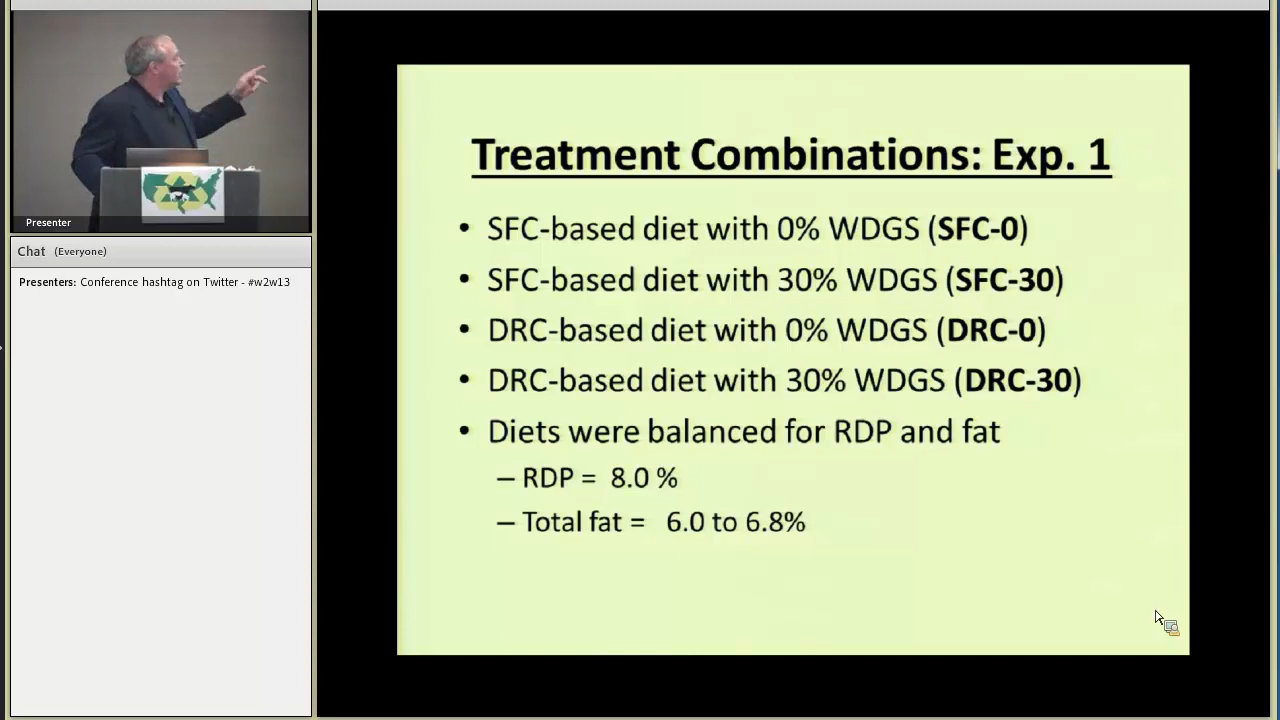 Presenter
Chat (Everyone)
Presenters: Conference hashtag on Twitter - #w2w13
Treatment Combinations: Exp. 1
• SFC-based diet with 0% WDGS (SFC-0)
• SFC-based diet with 30% WDGS (SFC-30)
• DRC-based diet with 0% WDGS (DRC-0)
• DRC-based diet with 30% WDGS (DRC-30)
• Diets were balanced for RDP and fat
– RDP = 8.0 %
– Total fat = 6.0 to 6.8%